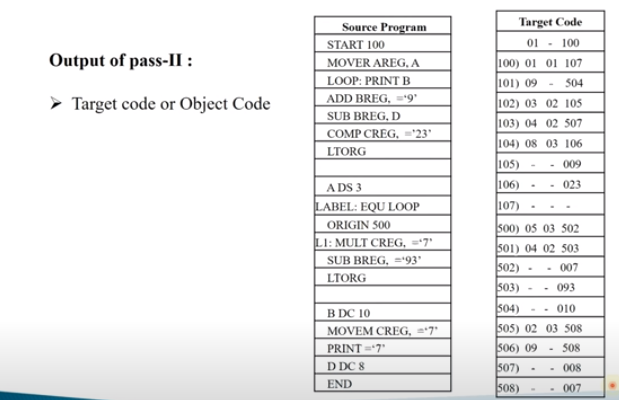 Output of pass-II :
➤ Target code or Object Code
Source Program
START 100
MOVER AREG, A
LOOP: PRINT B
ADD BREG, =‘9’
SUB BREG, D
COMP CREG, =‘23’
LTORG
A DS 3
LABEL: EQU LOOP
ORIGIN 500
L1: MULT CREG, =‘7’
SUB BREG, =‘93’
LTORG
B DC 10
MOVEM CREG, =‘7’
PRINT =‘7’
D DC 8
END
Target Code
01 - 100
100) 01 01 107
101) 09 - 504
102) 03 02 105
103) 04 02 507
104) 08 03 106
105) - - 009
106) - - 023
107) - - -
500) 05 03 502
501) 04 02 503
502) - - 007
503) - - 093
504) - - 010
505) 02 03 508
506) 09 - 508
507) - - 008
508) - - 007